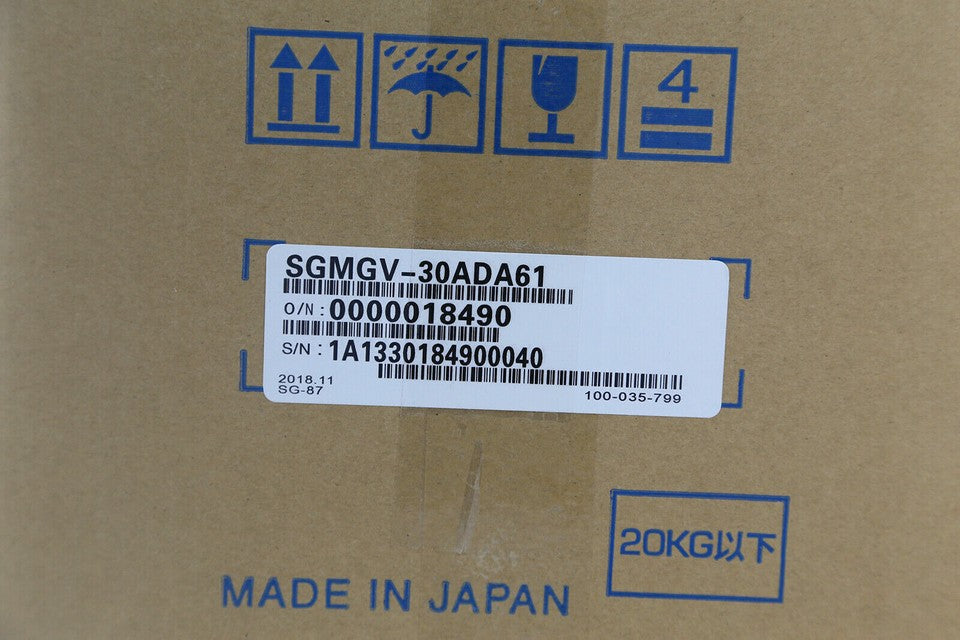 4
SGMGV-30ADA61
O/N : 0000018490
S/N : 1A1330184900040
2018.11
SG-87
100-035-799
20KG以下
MADE IN JAPAN